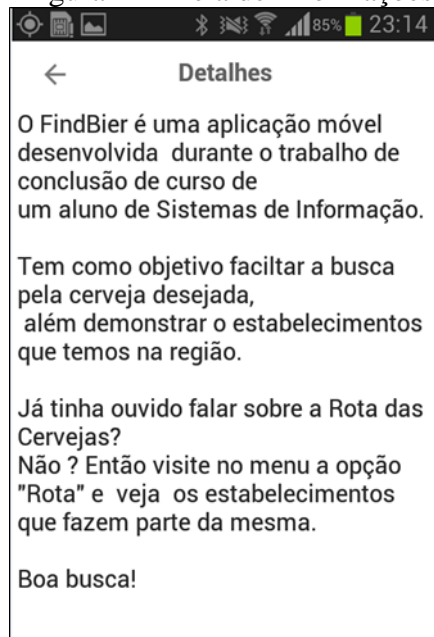 85% 23:14
Detalhes
O FindBier é uma aplicação móvel
desenvolvida  durante o trabalho de
conclusão de curso de
um aluno de Sistemas de Informação.
Tem como objetivo faciltar a busca
pela cerveja desejada,
além demonstrar o estabelecimentos
que temos na região.
Já tinha ouvido falar sobre a Rota das
Cervejas?
Não ? Então visite no menu a opção
"Rota" e  veja  os estabelecimentos
que fazem parte da mesma.
Boa busca!